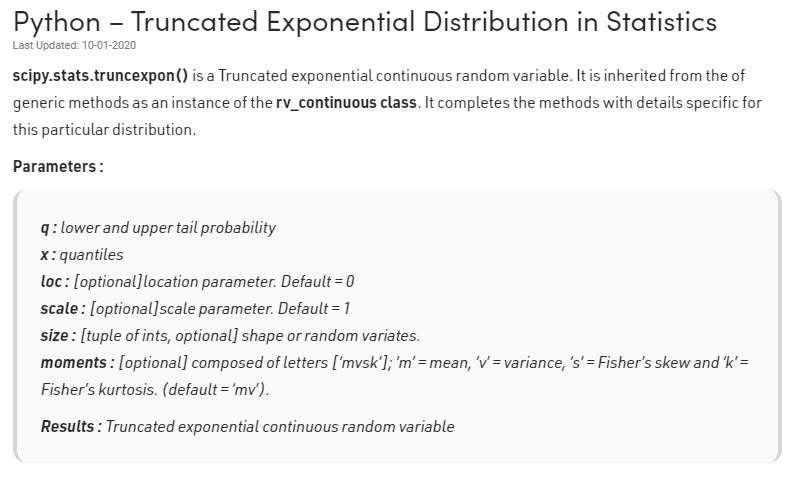 Python – Truncated Exponential Distribution in Statistics
Last Updated: 10-01-2020
scipy.stats.truncexpon() is a Truncated exponential continuous random variable. It is inherited from the of
generic methods as an instance of the rv_continuous class. It completes the methods with details specific for
this particular distribution.
Parameters :
q : lower and upper tail probability
x : quantiles
loc : [optional]location parameter. Default = 0
scale : [optional]scale parameter. Default = 1
size : [tuple of ints, optional] shape or random variates.
moments : [optional] composed of letters [‘mvsk’]; ‘m’ = mean, ‘v’ = variance, ‘s’ = Fisher’s skew and ‘k’ =
Fisher’s kurtosis. (default = ‘mv’).
Results : Truncated exponential continuous random variable